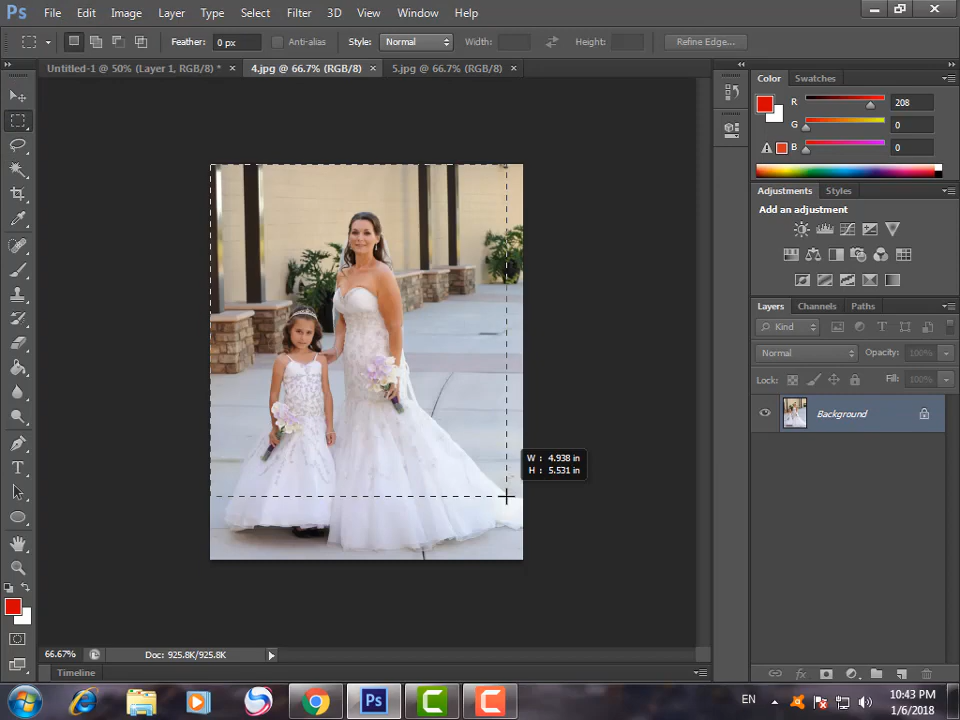 Ps File Edit Image Layer Type Select Filter 3D View Window Help
Feather: 0 px Anti-alias Style: Normal Width: Height: Refine Edge...
Untitled-1 @ 50% (Layer 1, RGB/8) * × 4.jpg @ 66.7% (RGB/8) × 5.jpg @ 66.7% (RGB/8) ×
Color Swatches
R 208
G 0
B 0
Adjustments Styles
Add an adjustment
Layers Channels Paths
Kind T
Normal Opacity: 100%
Lock: Fill: 100%
Background
W : 4.938 in
H : 5.531 in
T
66.67% Doc: 925.8K/925.8K
Timeline
fx
Ps C C EN 10:43 PM
1/6/2018